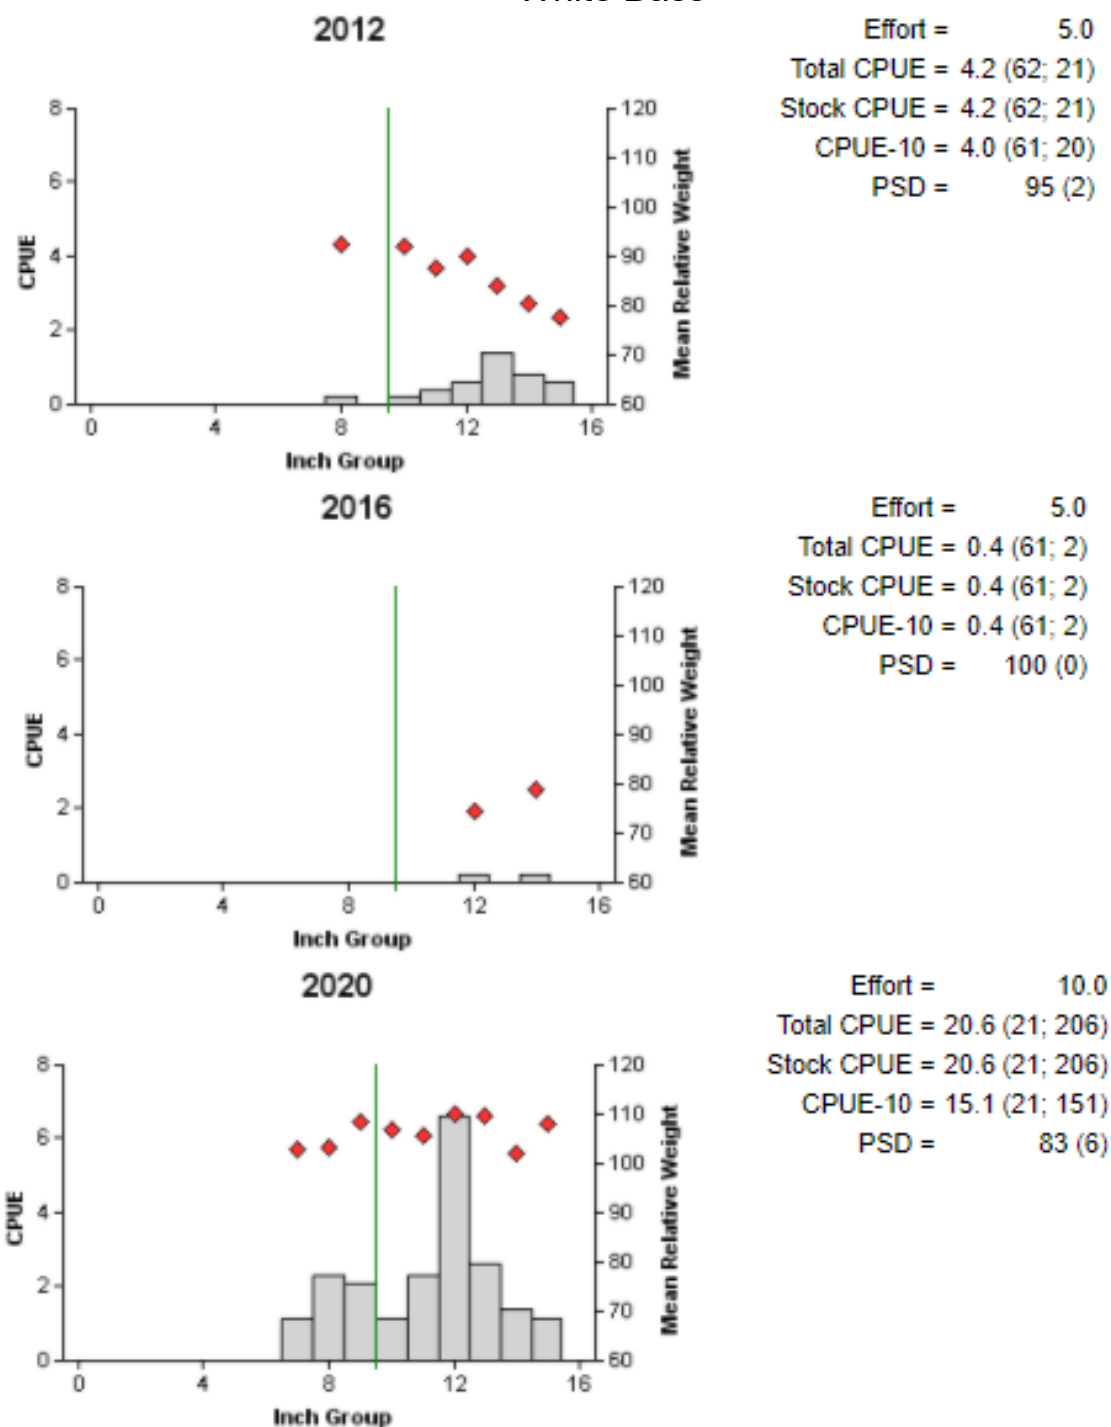 White Bass
2012
Effort = 5.0
Total CPUE = 4.2 (62; 21)
Stock CPUE = 4.2 (62; 21)
CPUE-10 = 4.0 (61; 20)
PSD = 95 (2)
8
6
4
2
0
CPUE
120
110
100
90
80
70
60
Mean Relative Weight
0 4 8 12 16
Inch Group
2016
Effort = 5.0
Total CPUE = 0.4 (61; 2)
Stock CPUE = 0.4 (61; 2)
CPUE-10 = 0.4 (61; 2)
PSD = 100 (0)
8
6
4
2
0
CPUE
120
110
100
90
80
70
60
Mean Relative Weight
0 4 8 12 16
Inch Group
2020
Effort = 10.0
Total CPUE = 20.6 (21; 206)
Stock CPUE = 20.6 (21; 206)
CPUE-10 = 15.1 (21; 151)
PSD = 83 (6)
8
6
4
2
0
CPUE
120
110
100
90
80
70
60
Mean Relative Weight
0 4 8 12 16
Inch Group